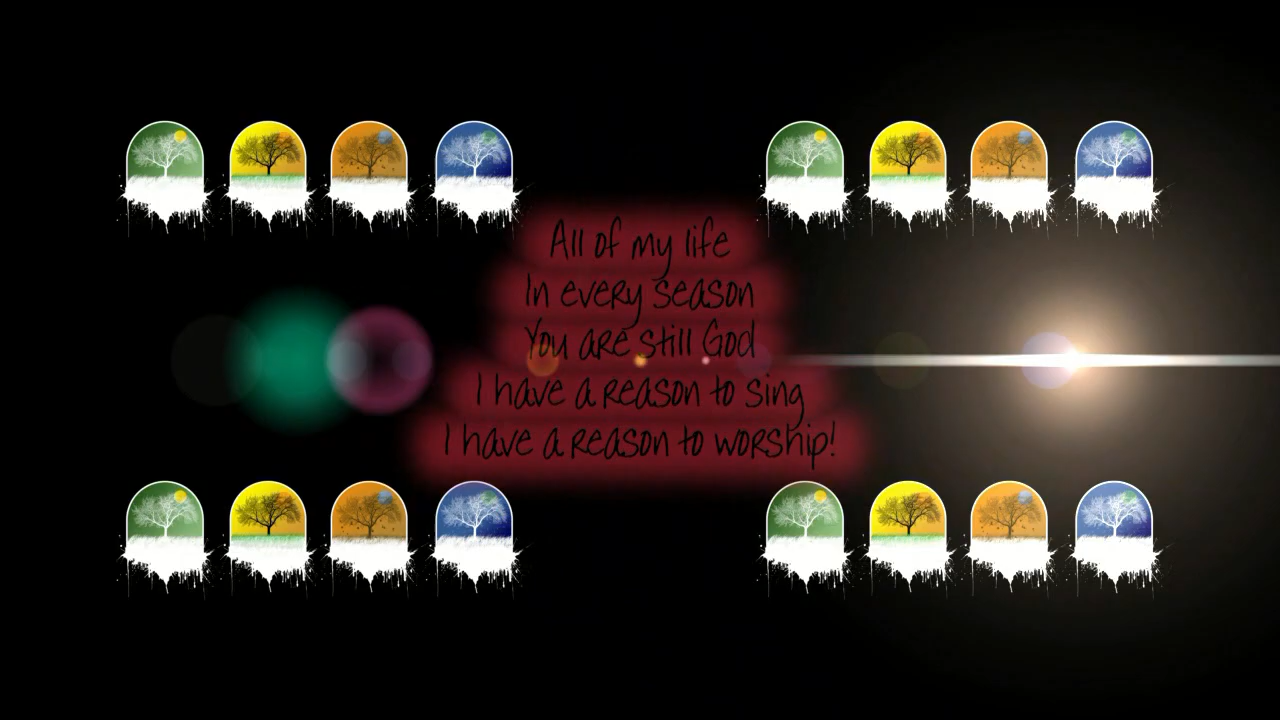 All of my life
In every season
You are still God
I have a reason to sing
I have a reason to worship!